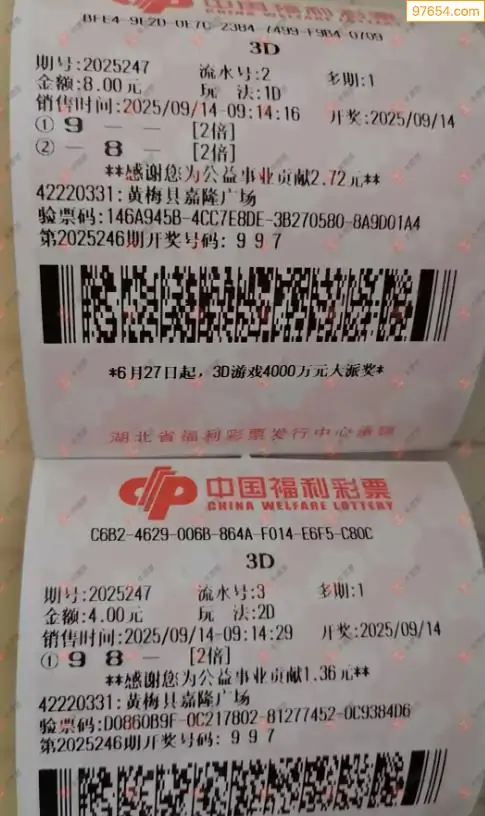 97654.com
中国福利彩票
BFE4-9E2D-0E7C-23B4-7499-F9B4-0709
3D
期号:2025247 流水号:2 多期:1
金额:8.00元 玩 法:1D
销售时间:2025/09/14-09:14:16 开奖:2025/09/14
① 9 — — [2倍]
② — 8 — [2倍]
**感谢您为公益事业贡献2.72元**
42220331:黄梅县嘉隆广场
验票码:146A945B-4CC7E8DE-3B270580-8A9D01A4
第2025246期开奖号码: 9 9 7
*6月27日起，3D游戏4000万元大派奖*
湖北省福利彩票发行中心承销
中国福利彩票
CHINA WELFARE LOTTERY
C6B2-4629-006B-864A-F014-E6F5-C80C
3D
期号:2025247 流水号:3 多期:1
金额:4.00元 玩 法:2D
销售时间:2025/09/14-09:14:29 开奖:2025/09/14
① 9 8 — [2倍]
**感谢您为公益事业贡献1.36元**
42220331:黄梅县嘉隆广场
验票码:D0860B9F-0C217802-81277452-0C9384D6
第2025246期开奖号码: 9 9 7